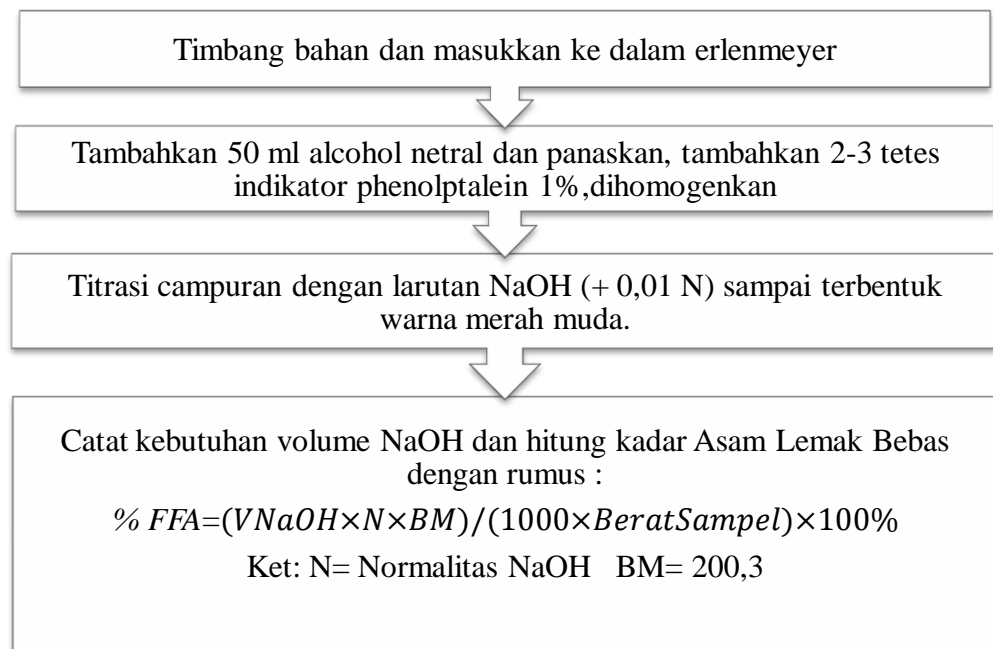 Timbang bahan dan masukkan ke dalam erlenmeyer
Tambahkan 50 ml alcohol netral dan panaskan, tambahkan 2-3 tetes
indikator phenolptalein 1%,dihomogenkan
Titrasi campuran dengan larutan NaOH (+ 0,01 N) sampai terbentuk
warna merah muda.
Catat kebutuhan volume NaOH dan hitung kadar Asam Lemak Bebas
dengan rumus :
% FFA=(VNaOH×N×BM)/(1000×BeratSampel)×100%
Ket: N= Normalitas NaOH BM= 200,3